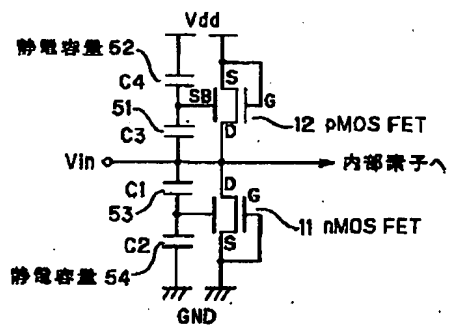 Vdd
静電容量 52
C4
S
SB
G
51
C3
D
12 pMOS FET
Vin
内部素子へ
C1
D
G
53
11 nMOS FET
C2
S
静電容量 54
GND